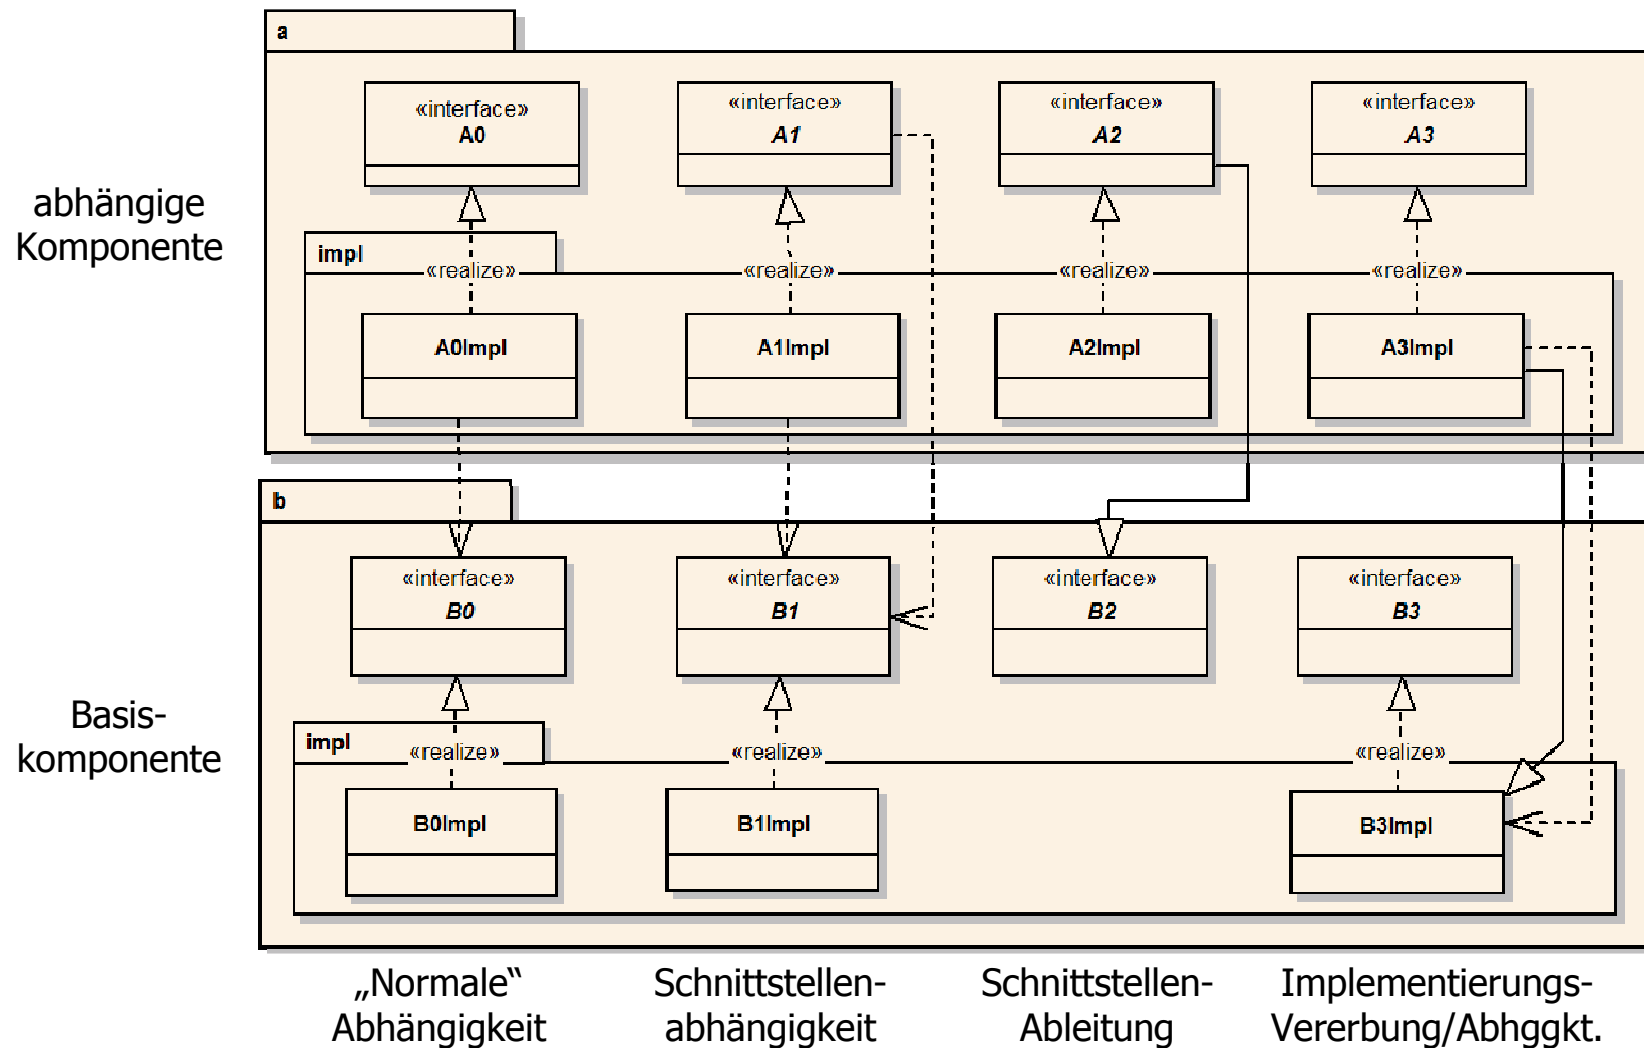 a
«interface»
A0
«interface»
A1
«interface»
A2
«interface»
A3
abhängige
Komponente
impl
«realize»
«realize»
«realize»
«realize»
A0Impl
A1Impl
A2Impl
A3Impl
b
«interface»
B0
«interface»
B1
«interface»
B2
«interface»
B3
Basis-
komponente
impl
«realize»
«realize»
«realize»
B0Impl
B1Impl
B3Impl
„Normale“
Abhängigkeit
Schnittstellen-
abhängigkeit
Schnittstellen-
Ableitung
Implementierungs-
Vererbung/Abhggkt.